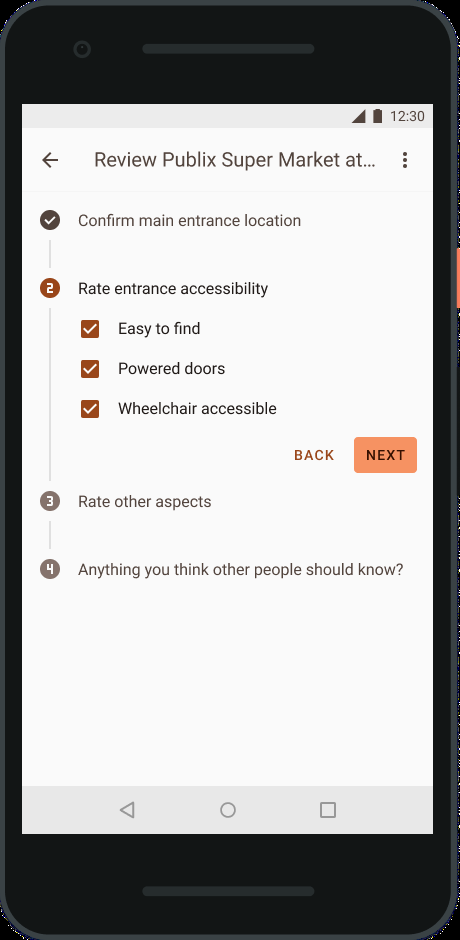 12:30
Review Publix Super Market at…
Confirm main entrance location
2 Rate entrance accessibility
Easy to find
Powered doors
Wheelchair accessible
BACK NEXT
3 Rate other aspects
4 Anything you think other people should know?